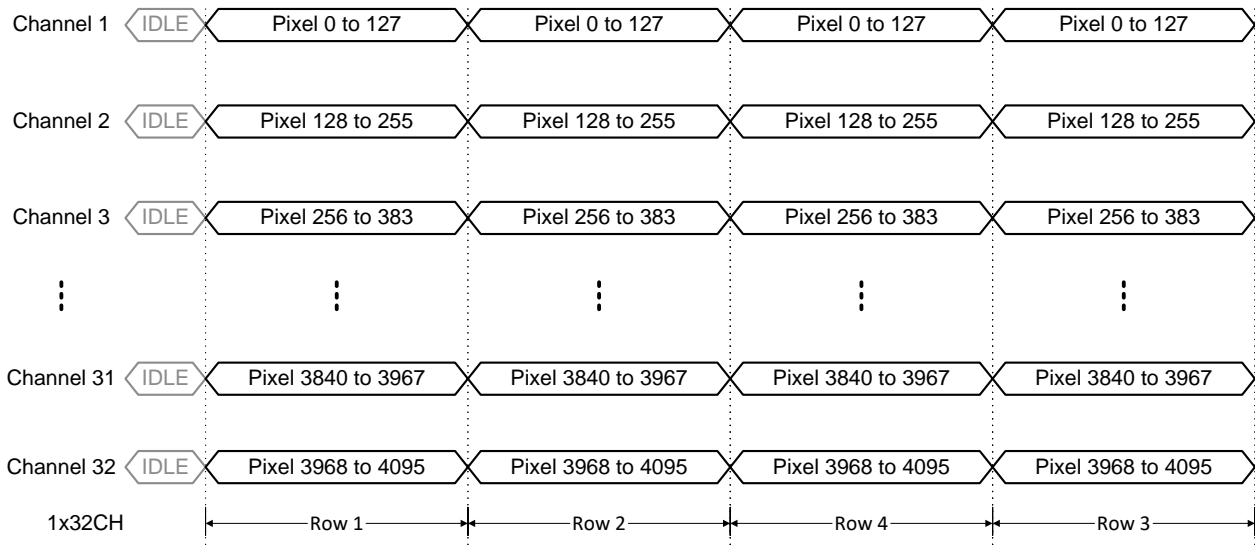 Channel 1 IDLE Pixel 0 to 127 Pixel 0 to 127 Pixel 0 to 127 Pixel 0 to 127
Channel 2 IDLE Pixel 128 to 255 Pixel 128 to 255 Pixel 128 to 255 Pixel 128 to 255
Channel 3 IDLE Pixel 256 to 383 Pixel 256 to 383 Pixel 256 to 383 Pixel 256 to 383
Channel 31 IDLE Pixel 3840 to 3967 Pixel 3840 to 3967 Pixel 3840 to 3967 Pixel 3840 to 3967
Channel 32 IDLE Pixel 3968 to 4095 Pixel 3968 to 4095 Pixel 3968 to 4095 Pixel 3968 to 4095
1x32CH Row 1 Row 2 Row 4 Row 3